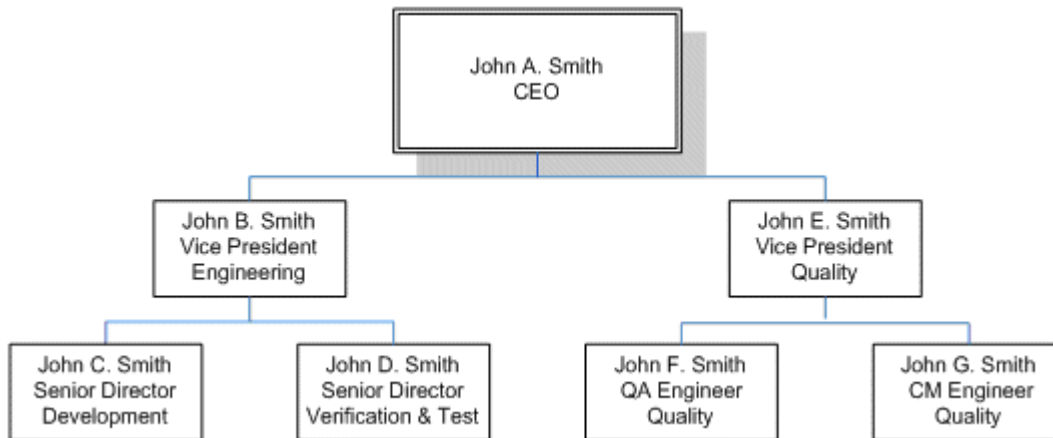 John A. Smith
CEO
John B. Smith
Vice President
Engineering
John E. Smith
Vice President
Quality
John C. Smith
Senior Director
Development
John D. Smith
Senior Director
Verification & Test
John F. Smith
QA Engineer
Quality
John G. Smith
CM Engineer
Quality